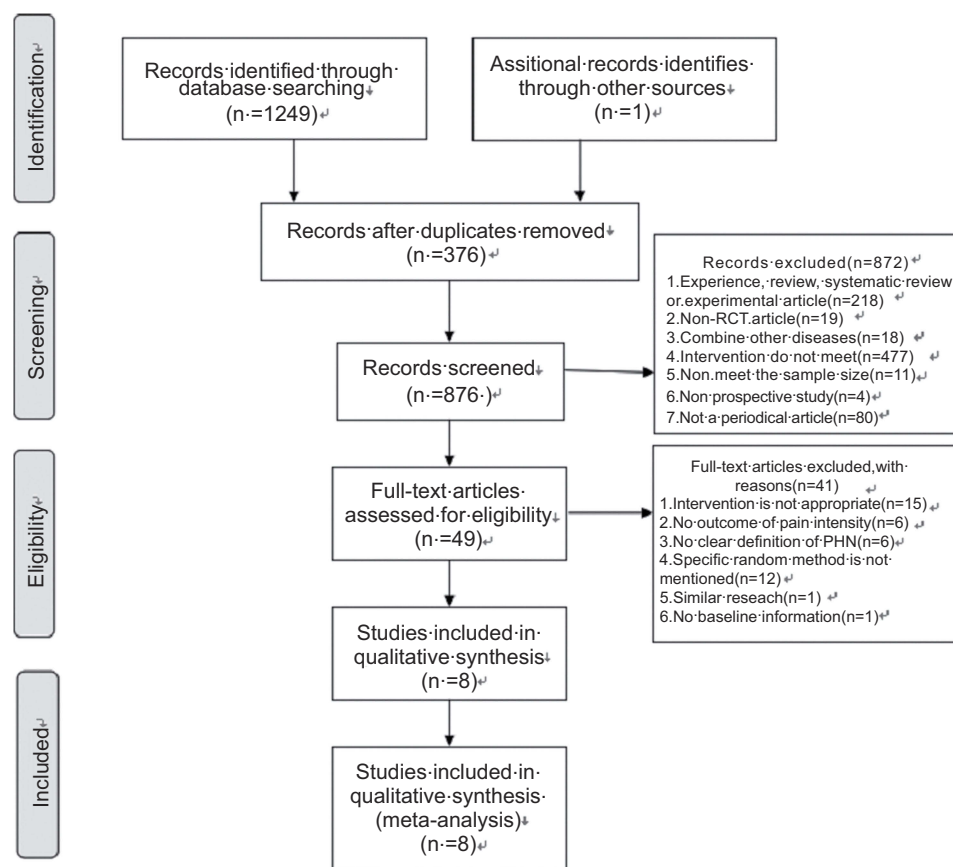 Identification↵
Records·identified·through·
database·searching↓
(n·=1249)↵
Assitional·records·identifies·
through·other·sources↓
(n·=1)↵
Records·after·duplicates·removed↓
(n·=376)↵
Screening↵
Records·screened↓
(n·=876·)↵
Records·excluded(n=872)↵
1.Experience,·review,·systematic·review
or.experimental·article(n=218)↵
2.Non-RCT.article(n=19)↵
3.Combine·other·diseases(n=18)↵
4.Intervention·do·not·meet(n=477)↵
5.Non.meet·the·sample·size(n=11)↵
6.Non·prospective·study(n=4)↵
7.Not·a·periodical·article(n=80)↵
Eligibility↵
Full-text·articles·
assessed·for·eligibility↓
(n·=49)↵
Full-text·articles·excluded,with·
reasons(n=41)↵
1.Intervention·is·not·appropriate(n=15)↵
2.No·outcome·of·pain·intensity(n=6)↵
3.No·clear·definition·of·PHN(n=6)↵
4.Specific·random·method·is·not·
mentioned(n=12)↵
5.Similar·reseach(n=1)↵
6.No·baseline·information(n=1)↵
Studies·included·in·
qualitative·synthesis↓
(n·=8)↵
Included↵
Studies·included·in·
qualitative·synthesis·
(meta-analysis)↓
(n·=8)↵